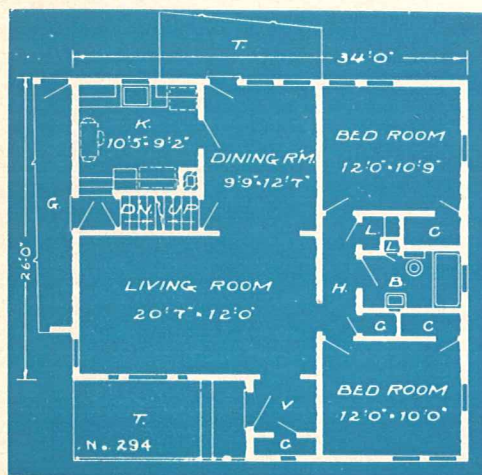 T.
34'0"
K.
10'5"·9'2"
BED ROOM
12'0"·10'9"
DINING R'M.
9'9"·12'7"
G.
DN. UP
L.
C
L
26'0"
LIVING ROOM
20'7"·12'0"
H.
B.
C
C
BED ROOM
12'0"·10'0"
V
T.
C
No. 294